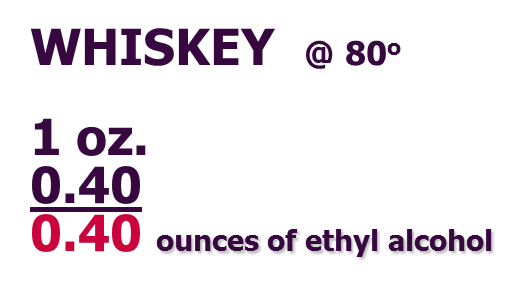 WHISKEY @ 80º
1 oz.
0.40
0.40 ounces of ethyl alcohol